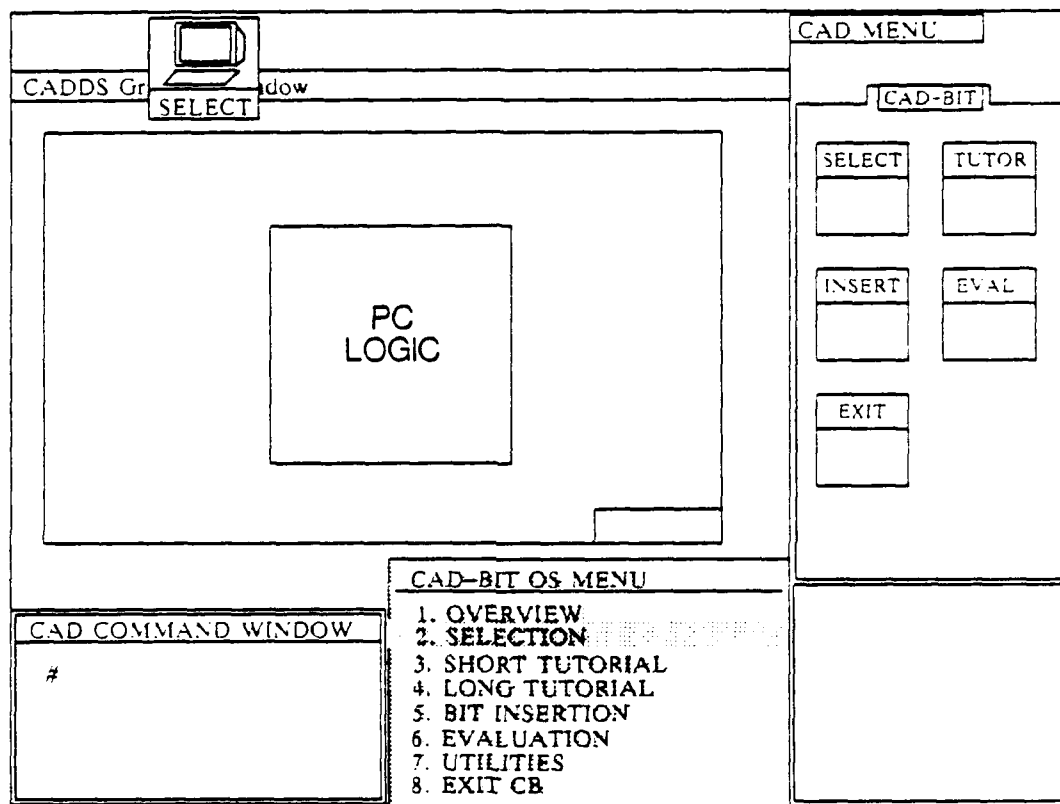 CADDS Gr
dow
SELECT
PC
LOGIC
CAD MENU
CAD-BIT
SELECT
TUTOR
INSERT
EVAL
EXIT
CAD COMMAND WINDOW
#
CAD-BIT OS MENU
1. OVERVIEW
2. SELECTION
3. SHORT TUTORIAL
4. LONG TUTORIAL
5. BIT INSERTION
6. EVALUATION
7. UTILITIES
8. EXIT CB